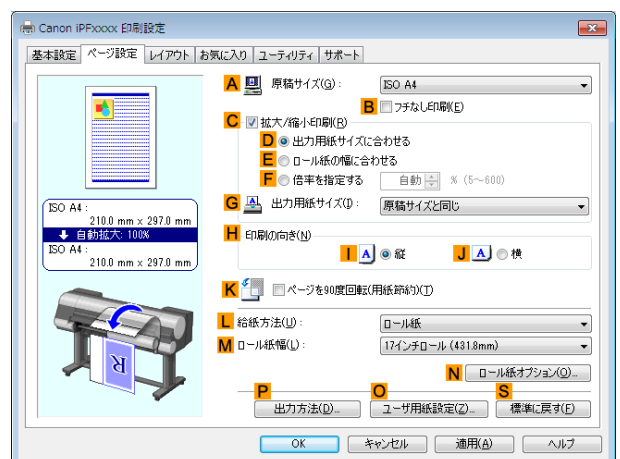 Canon iPFxxxx 印刷設定
基本設定 ページ設定 レイアウト お気に入り ユーティリティ サポート
A 原稿サイズ(G): ISO A4
B フチなし印刷(E)
C 拡大/縮小印刷(R)
D 出力用紙サイズに合わせる
E ロール紙の幅に合わせる
F 倍率を指定する 自動 % (5～600)
G A 出力用紙サイズ(I): 原稿サイズと同じ
ISO A4 :
210.0 mm x 297.0 mm
自動拡大: 100%
ISO A4 :
210.0 mm x 297.0 mm
H 印刷の向き(N)
I A 縦 J A 横
K ページを90度回転(用紙節約)(T)
L 給紙方法(U): ロール紙
M ロール紙幅(L): 17インチロール (431.8mm)
R
N ロール紙オプション(O)...
P O S
出力方法(D)... ユーザ用紙設定(Z)... 標準に戻す(F)
OK キャンセル 適用(A) ヘルプ